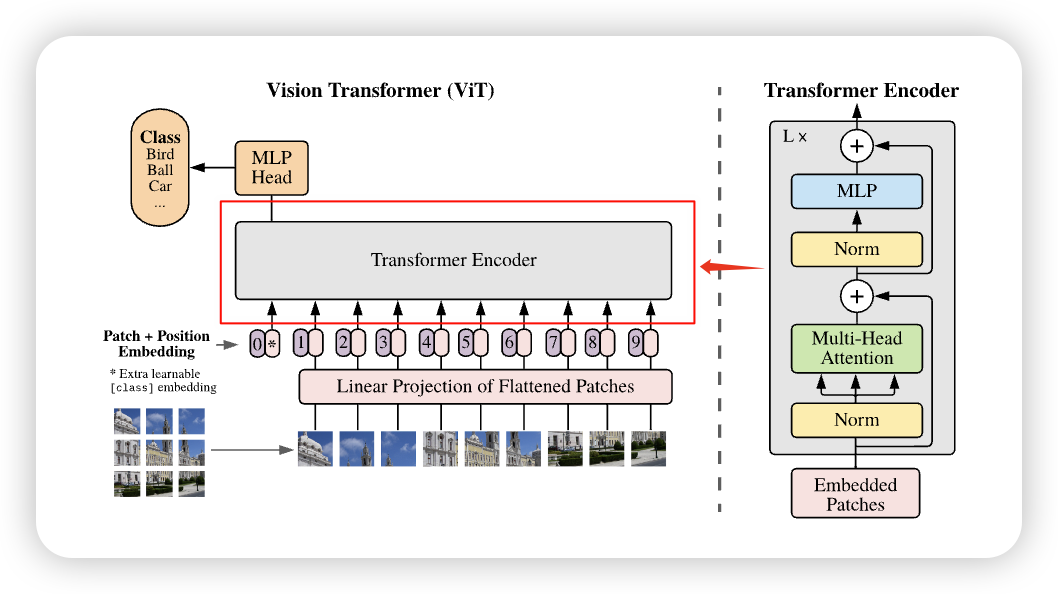 Vision Transformer (ViT)
Class
Bird
Ball
Car
...
MLP
Head
Transformer Encoder
Patch + Position
Embedding
0 * 1 2 3 4 5 6 7 8 9
* Extra learnable
[class] embedding
Linear Projection of Flattened Patches
Transformer Encoder
L ×
+
MLP
Norm
+
Multi-Head
Attention
Norm
Embedded
Patches